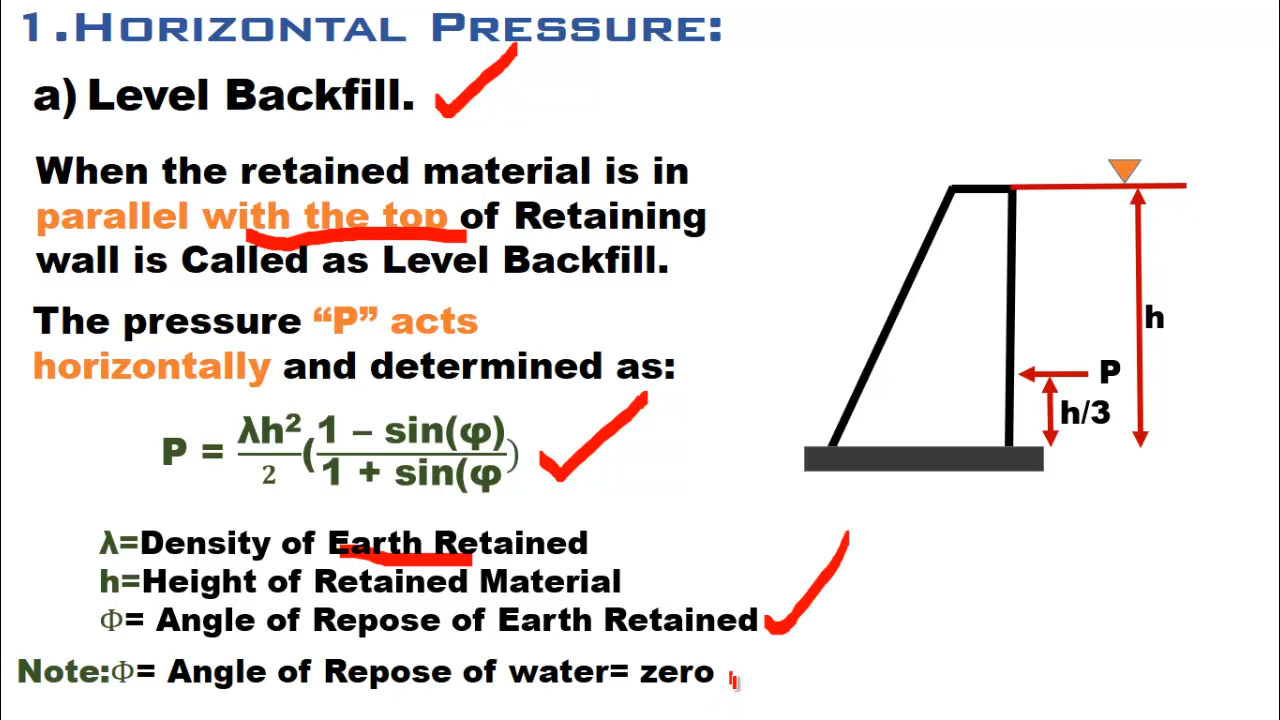 1.Horizontal Pressure:
a) Level Backfill.
When the retained material is in
parallel with the top of Retaining
wall is Called as Level Backfill.
The pressure “P” acts
horizontally and determined as:
P = λh²/2 (1 – sin(φ)/1 + sin(φ)
λ=Density of Earth Retained
h=Height of Retained Material
Φ= Angle of Repose of Earth Retained
Note:Φ= Angle of Repose of water= zero
h
P
h/3